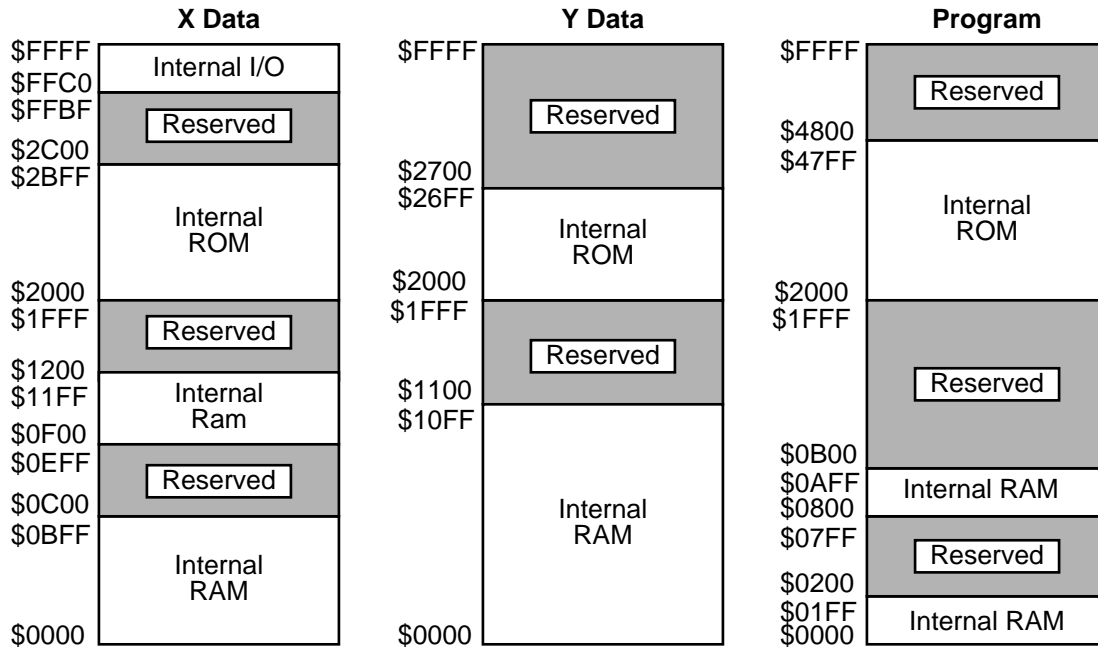 X Data
$FFFF
Internal I/O
$FFC0
$FFBF
Reserved
$2C00
$2BFF
Internal
ROM
$2000
$1FFF
Reserved
$1200
$11FF
Internal
Ram
$0F00
$0EFF
Reserved
$0C00
$0BFF
Internal
RAM
$0000
Y Data
$FFFF
Reserved
$2700
$26FF
Internal
ROM
$2000
$1FFF
Reserved
$1100
$10FF
Internal
RAM
$0000
Program
$FFFF
Reserved
$4800
$47FF
Internal
ROM
$2000
$1FFF
Reserved
$0B00
$0AFF
Internal RAM
$0800
$07FF
Reserved
$0200
$01FF
Internal RAM
$0000